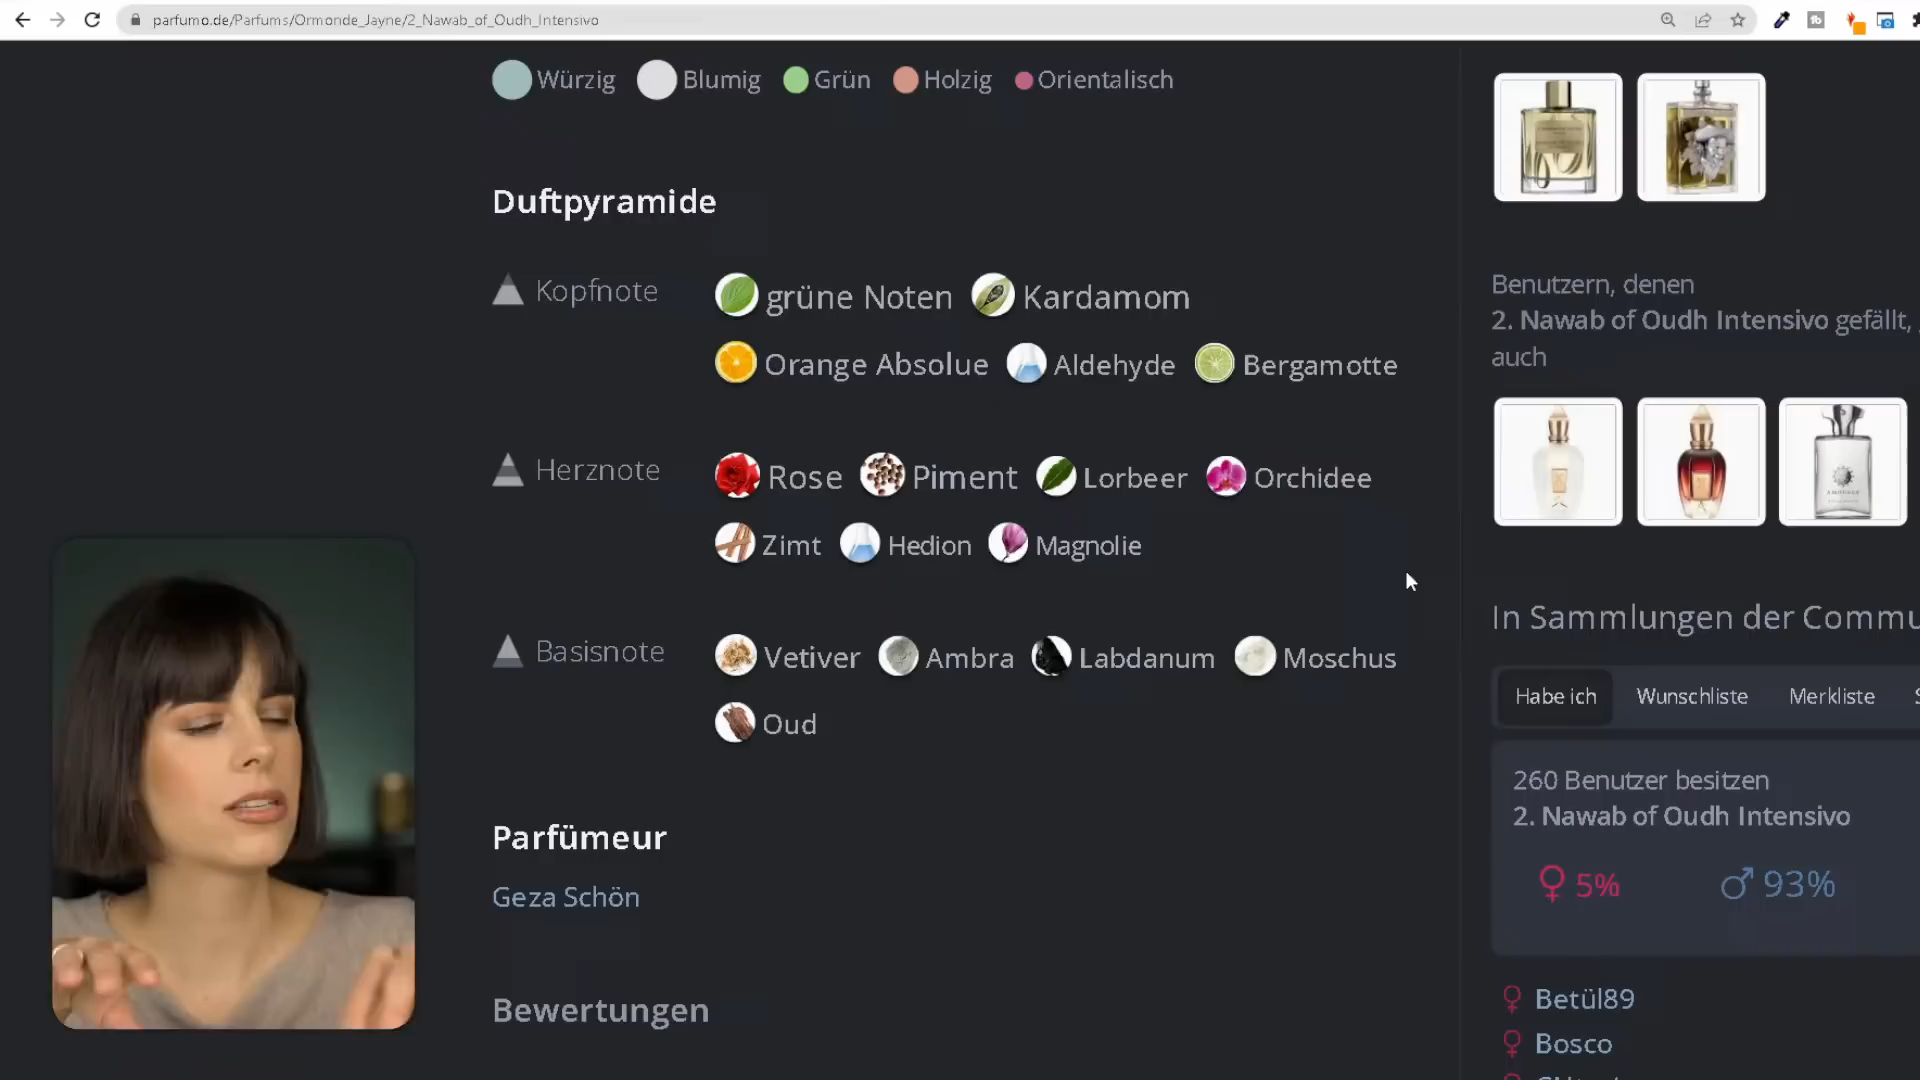 parfumo.de/Parfums/Ormonde_Jayne/2_Nawab_of_Oudh_Intensivo
Würzig Blumig Grün Holzig Orientalisch
Duftpyramide
Kopfnote
grüne Noten Kardamom
Orange Absolue Aldehyde Bergamotte
Herznote
Rose Piment Lorbeer Orchidee
Zimt Hedion Magnolie
Basisnote
Vetiver Ambra Labdanum Moschus
Oud
Parfümeur
Geza Schön
Bewertungen
Benutzern, denen
2. Nawab of Oudh Intensivo gefällt,
auch
In Sammlungen der Commu
Habe ich Wunschliste Merkliste S
260 Benutzer besitzen
2. Nawab of Oudh Intensivo
♀ 5% ♂ 93%
♀ Betül89
♀ Bosco